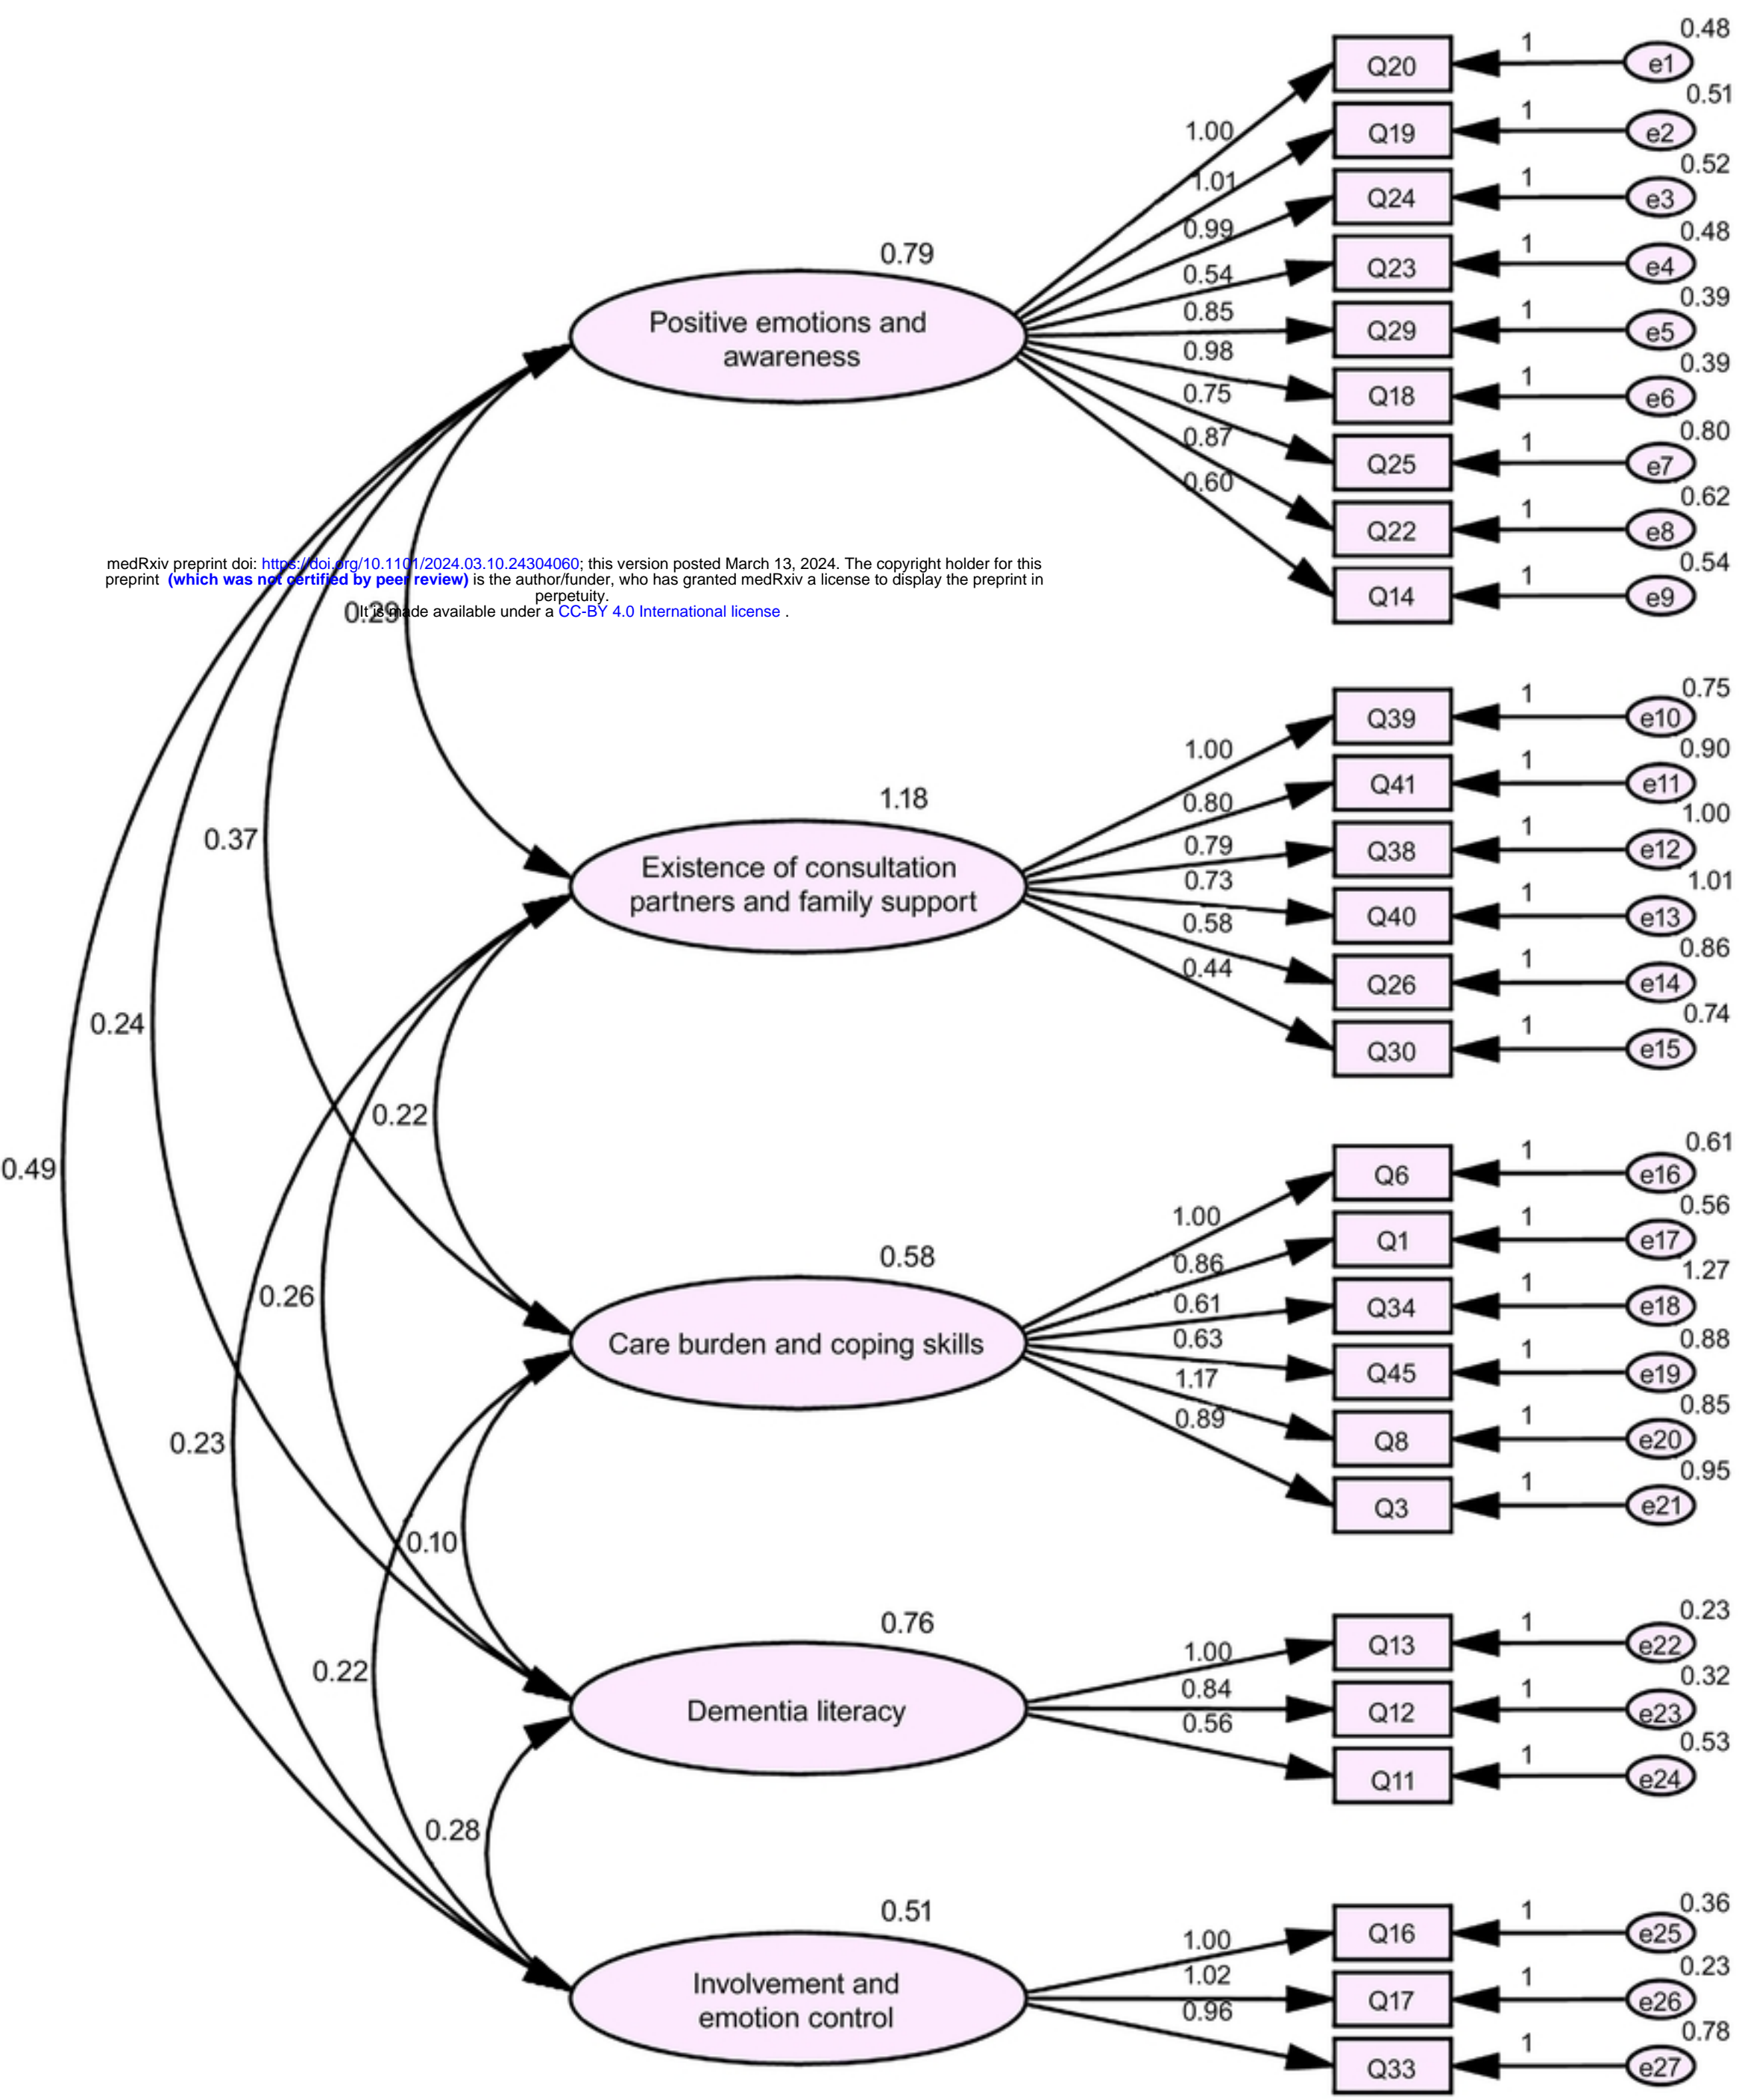 0.48
1
Q20
e1
1.00
0.51
1
Q19
e2
1.01
0.52
1
Q24
e3
0.99
0.48
1
Q23
e4
0.54
0.39
1
Q29
e5
0.85
0.39
1
Q18
e6
0.98
0.80
1
Q25
e7
0.75
0.62
1
Q22
e8
0.87
0.54
1
Q14
e9
0.60
0.79
Positive emotions and
awareness
medRxiv preprint doi: https://doi.org/10.1101/2024.03.10.24304060; this version posted March 13, 2024. The copyright holder for this
preprint (which was not certified by peer review) is the author/funder, who has granted medRxiv a license to display the preprint in
perpetuity.
It is made available under a CC-BY 4.0 International license .
0.29
0.75
1
Q39
e10
1.00
0.90
1
Q41
e11
0.80
1.00
1
Q38
e12
0.79
1.01
1
Q40
e13
0.73
0.86
1
Q26
e14
0.58
0.74
1
Q30
e15
0.44
1.18
Existence of consultation
partners and family support
0.37
0.24
0.22
0.49
0.61
1
Q6
e16
1.00
0.56
1
Q1
e17
0.86
1.27
1
Q34
e18
0.61
0.88
1
Q45
e19
0.63
0.85
1
Q8
e20
1.17
0.95
1
Q3
e21
0.89
0.58
Care burden and coping skills
0.26
0.23
0.10
0.23
1
Q13
e22
1.00
0.32
1
Q12
e23
0.84
0.53
1
Q11
e24
0.56
0.76
Dementia literacy
0.22
0.28
0.36
1
Q16
e25
1.00
0.23
1
Q17
e26
1.02
0.78
1
Q33
e27
0.96
0.51
Involvement and
emotion control